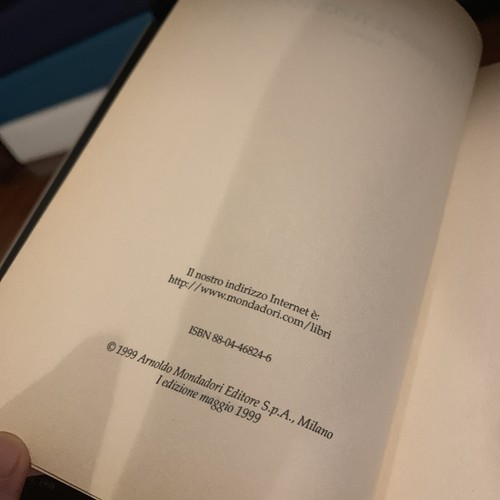 Il nostro indirizzo Internet è:
http://www.mondadori.com/libri
ISBN 88-04-46824-6
© 1999 Arnoldo Mondadori Editore S.p.A., Milano
I edizione maggio 1999